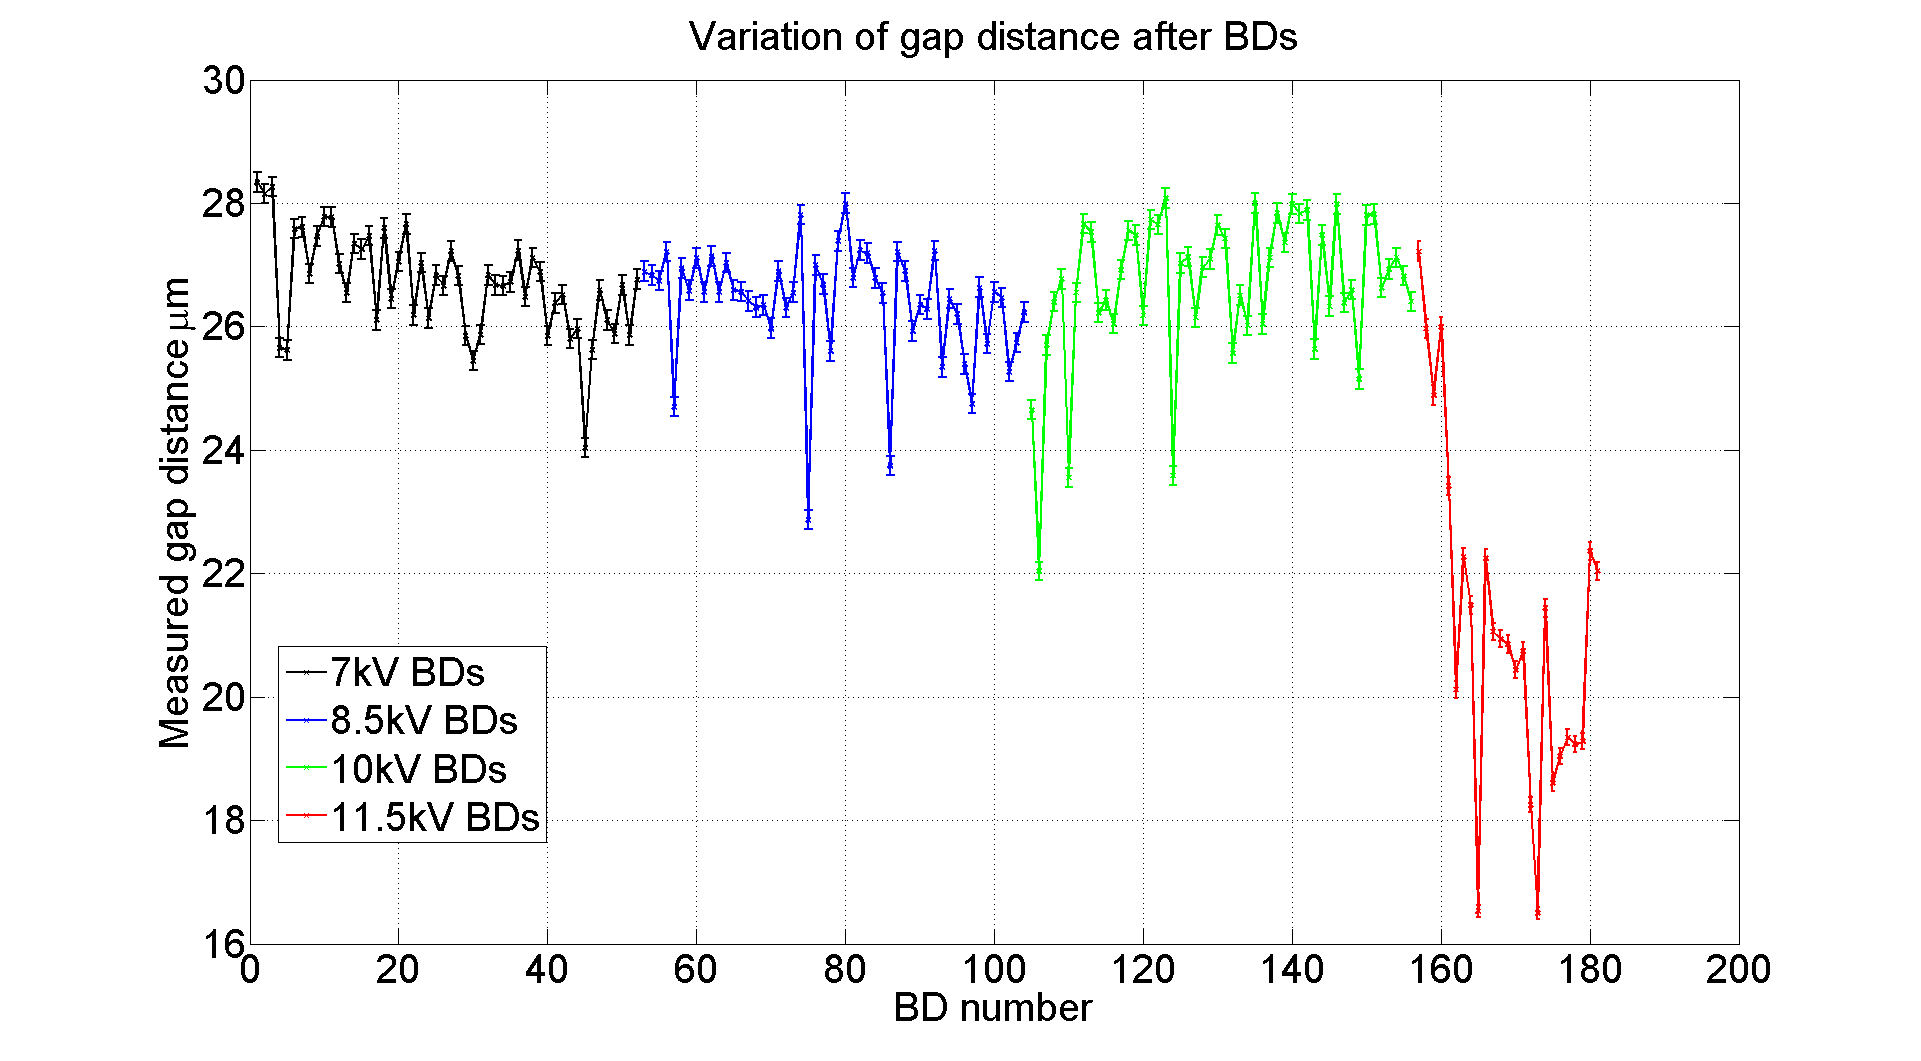 Variation of gap distance after BDs
30
28
26
24
22
20
18
16
Measured gap distance µm
7kV BDs
8.5kV BDs
10kV BDs
11.5kV BDs
0 20 40 60 80 100 120 140 160 180 200
BD number